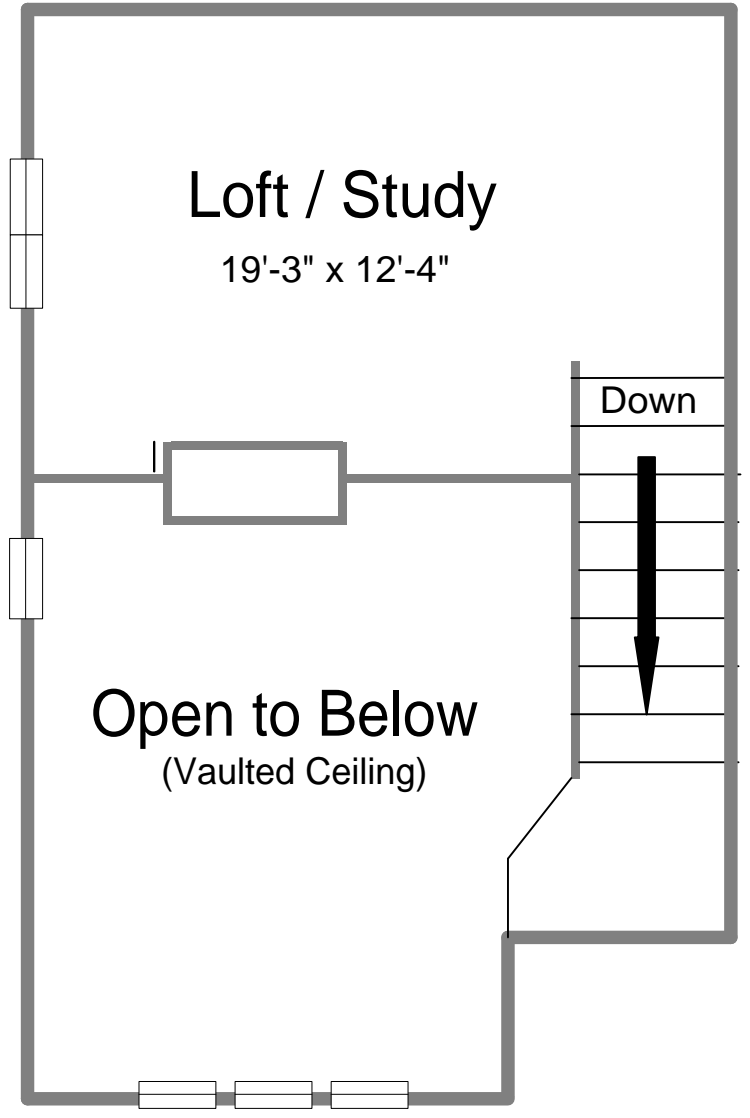 Loft / Study
19'-3" x 12'-4"
Down
Open to Below
(Vaulted Ceiling)